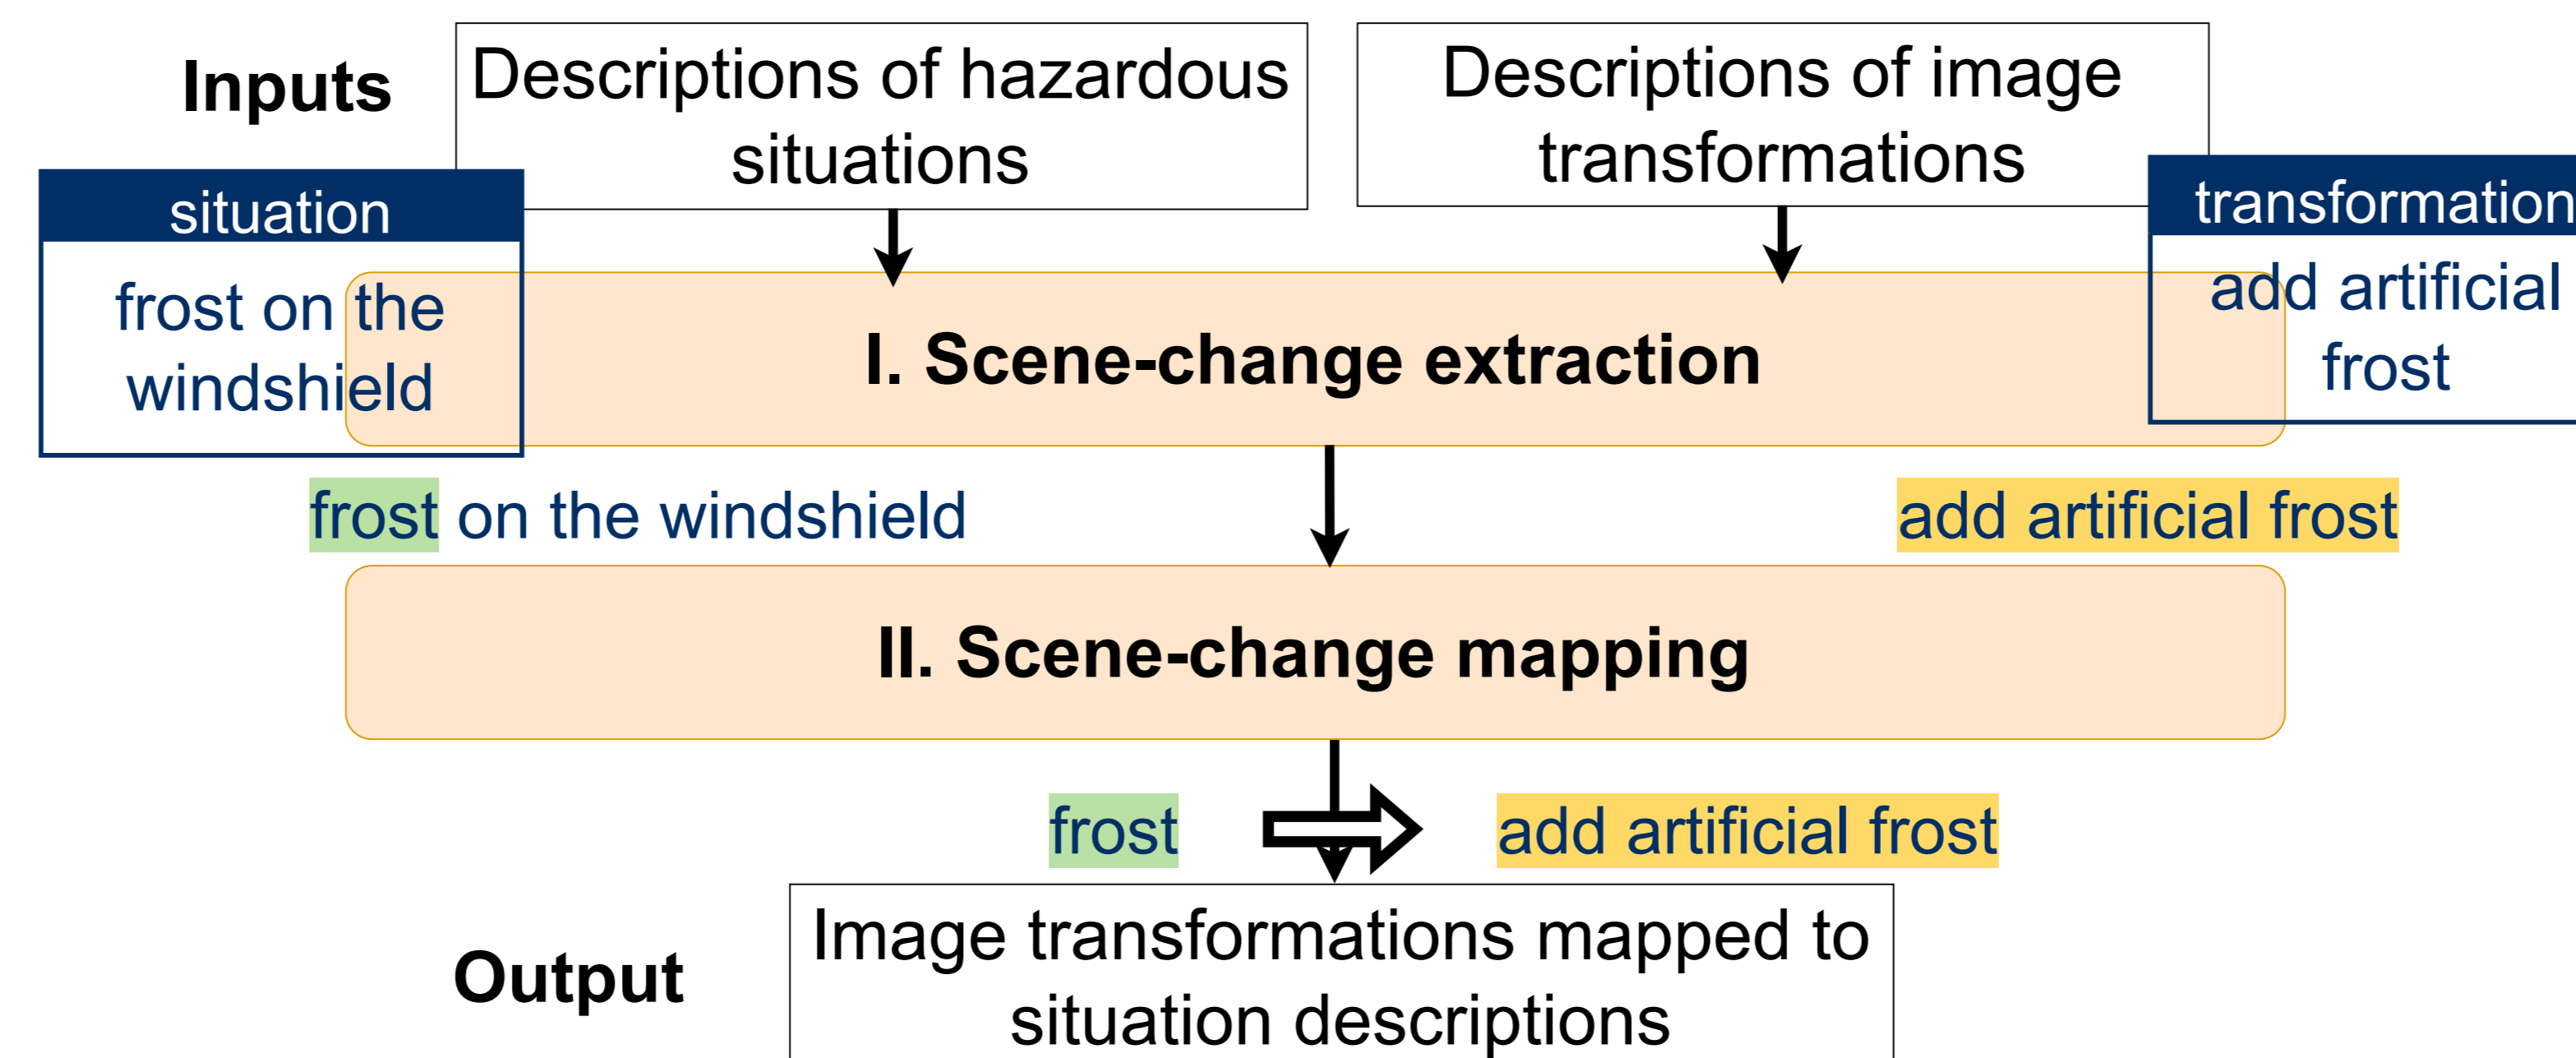 Inputs
Descriptions of hazardous
situations
Descriptions of image
transformations
situation
frost on the
windshield
transformation
add artificial
frost
I. Scene-change extraction
frost on the windshield
add artificial frost
II. Scene-change mapping
frost
add artificial frost
Output
Image transformations mapped to
situation descriptions